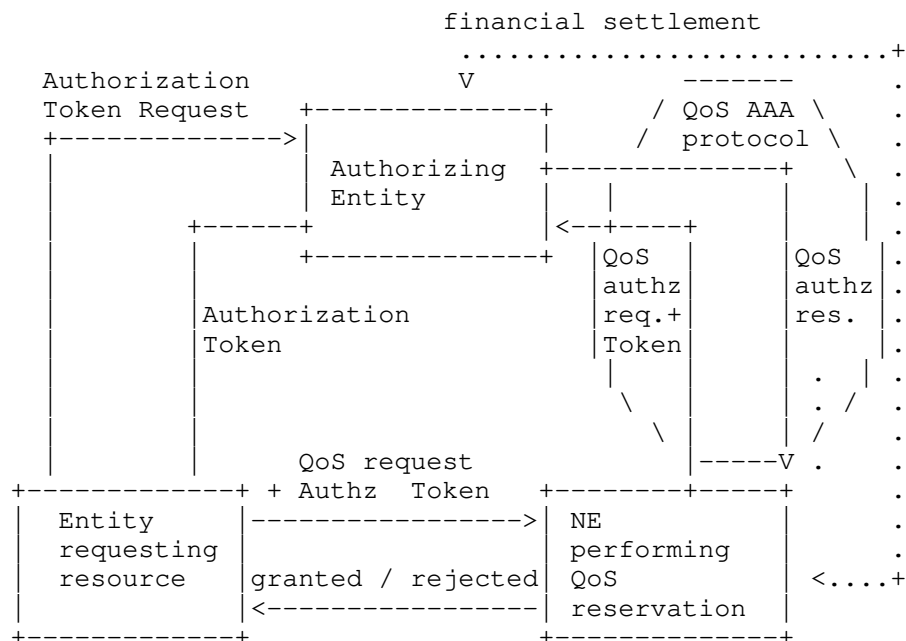 financial settlement
Authorization
Token Request
QoS AAA
protocol
Authorizing
Entity
QoS
authz
req.+
Token
QoS
authz
res.
Authorization
Token
QoS request
+ Authz Token
Entity
requesting
resource
granted / rejected
NE
performing
QoS
reservation